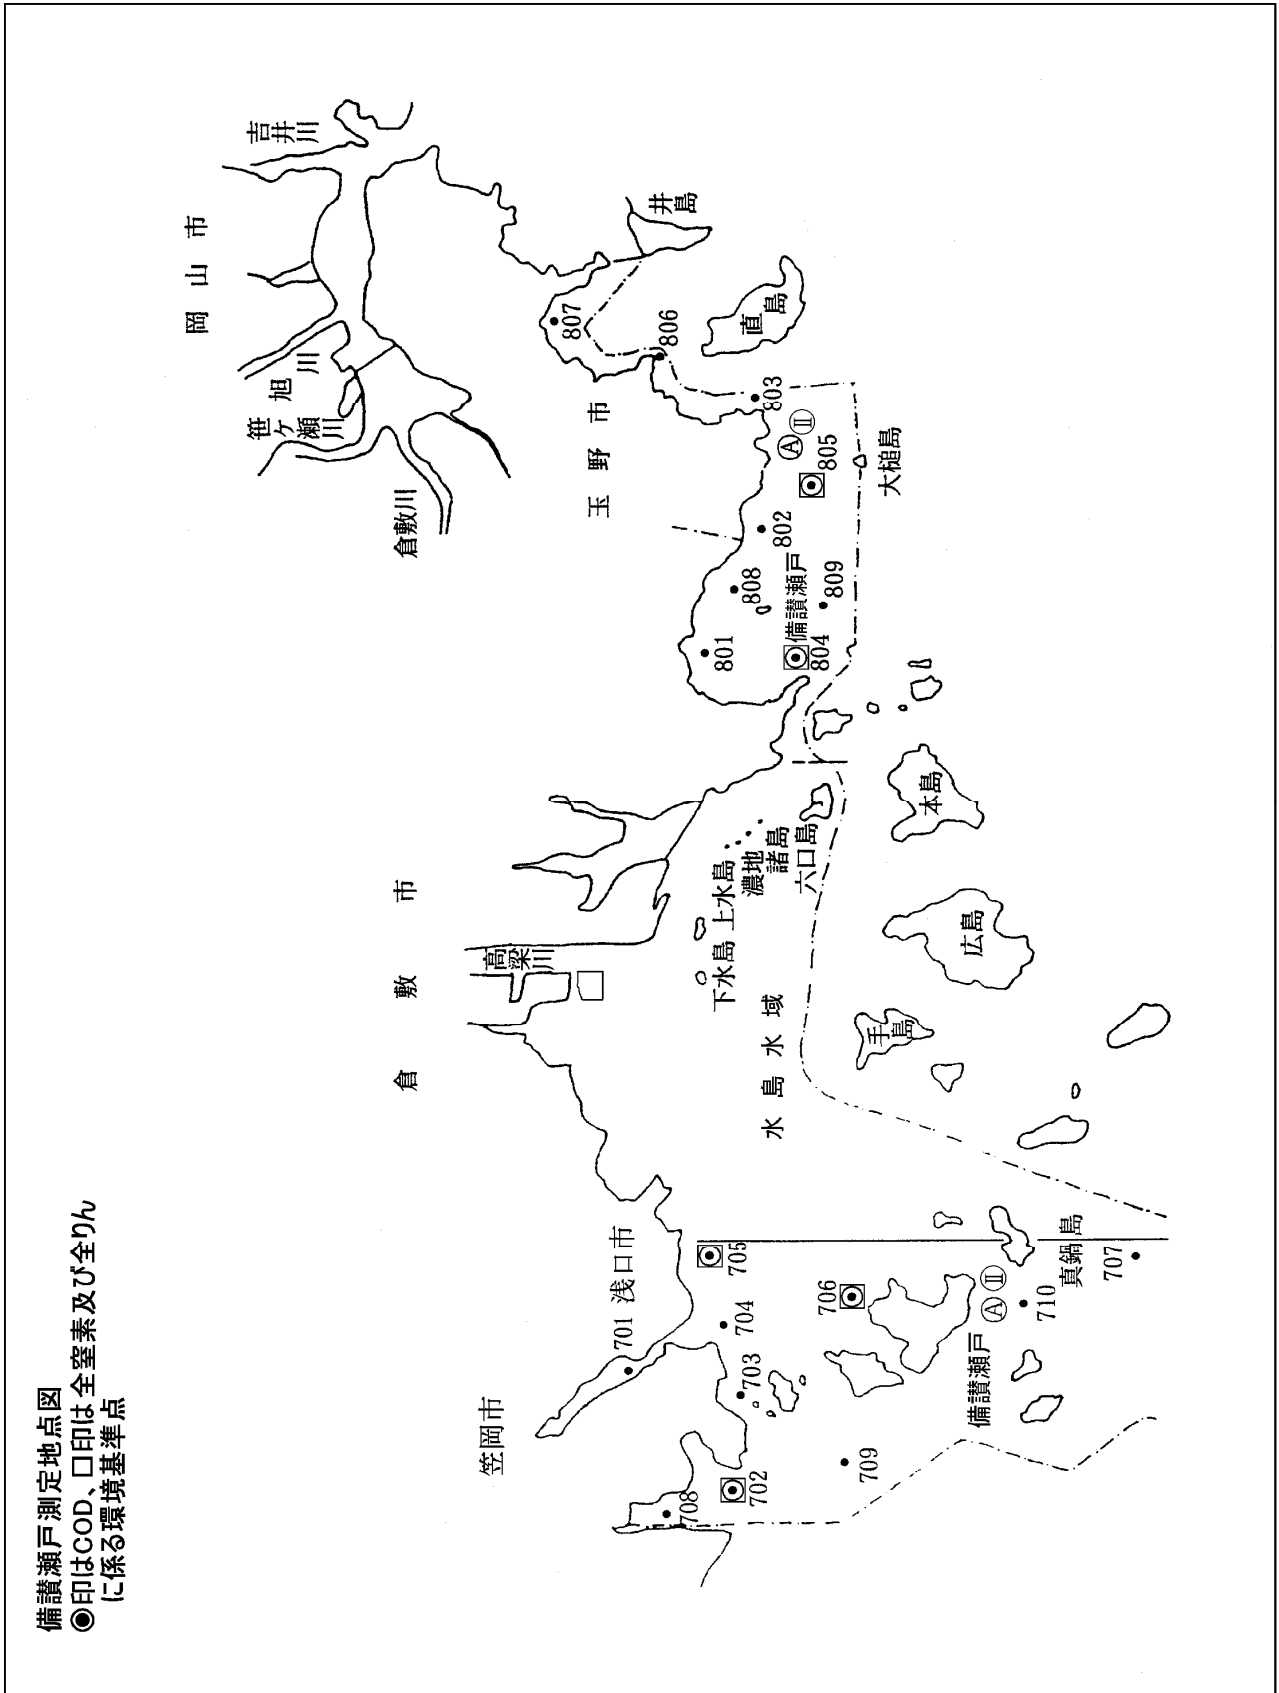 備讃瀬戸測定地点図
◉印はCOD、□印は全窒素及び全りん
に係る環境基準点
笠岡市
浅口市
倉敷市
玉野市
岡山市
高梁川
倉敷川
笹ヶ瀬川
旭川
吉井川
701
702
703
704
705
706
707
708
709
710
備讃瀬戸
Ⓐ Ⅱ
真鍋島
水島水域
下水島
上水島
濃地
諸島
六口島
手島
広島
本島
801
808
802
備讃瀬戸
804
809
805
Ⓐ Ⅱ
803
806
807
大槌島
直島
井島